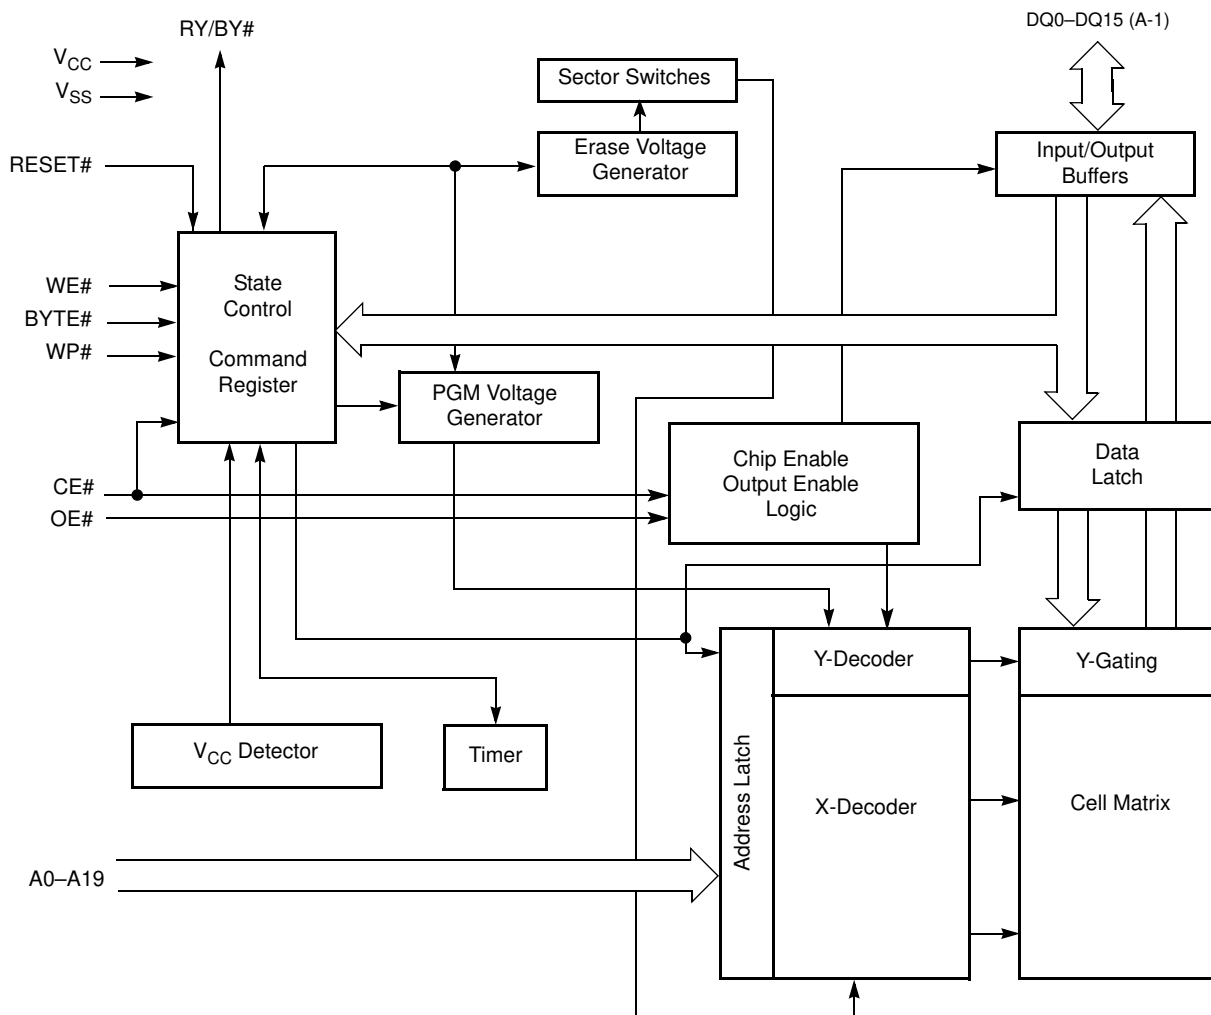 RY/BY#
DQ0–DQ15 (A-1)
VCC
VSS
Sector Switches
RESET#
Erase Voltage
Generator
Input/Output
Buffers
WE#
BYTE#
WP#
State
Control
Command
Register
PGM Voltage
Generator
CE#
OE#
Chip Enable
Output Enable
Logic
Data
Latch
Y-Decoder
Y-Gating
VCC Detector
Timer
Address Latch
X-Decoder
Cell Matrix
A0–A19